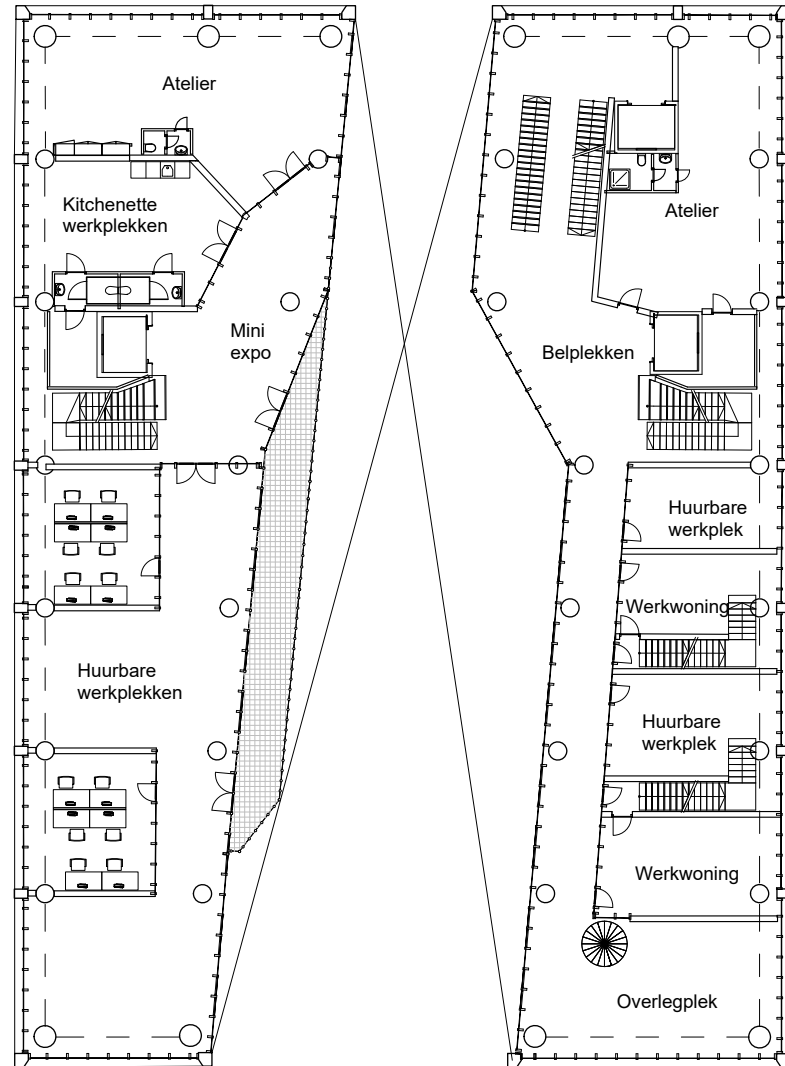 Atelier
Kitchenette
werkplekken
Mini
expo
Huurbare
werkplekken
Atelier
Belplekken
Huurbare
werkplek
Werkwoning
Huurbare
werkplek
Werkwoning
Overlegplek